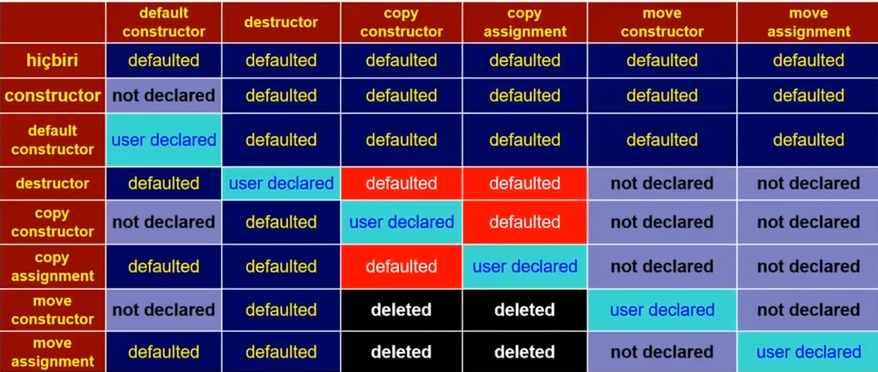 default constructor destructor copy constructor copy assignment move constructor move assignment
hiçbiri defaulted defaulted defaulted defaulted defaulted defaulted
constructor not declared defaulted defaulted defaulted defaulted defaulted
default constructor user declared defaulted defaulted defaulted defaulted defaulted
destructor defaulted user declared defaulted defaulted not declared not declared
copy constructor not declared defaulted user declared defaulted not declared not declared
copy assignment defaulted defaulted defaulted user declared not declared not declared
move constructor not declared defaulted deleted deleted user declared not declared
move assignment defaulted defaulted deleted deleted not declared user declared